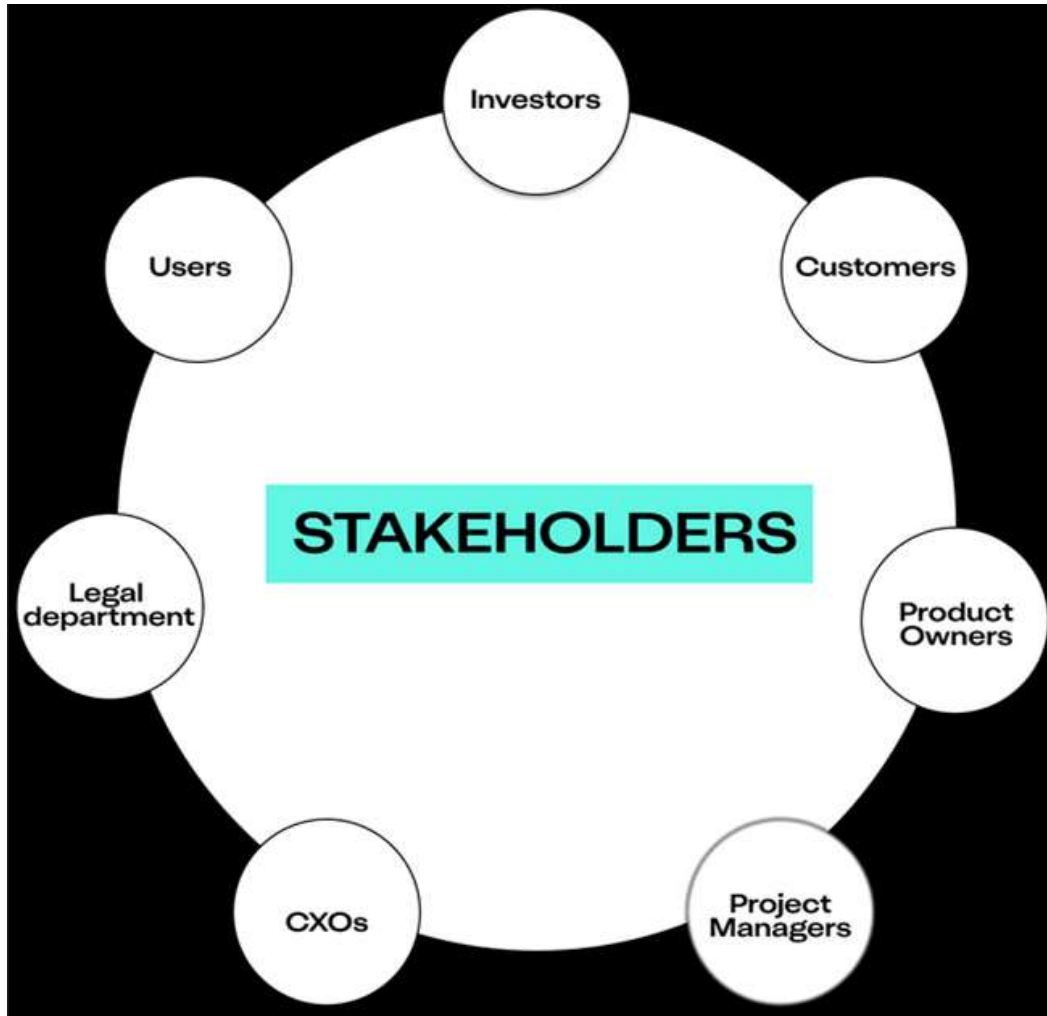 Investors
Users
Customers
STAKEHOLDERS
Legal
department
Product
Owners
CXOs
Project
Managers